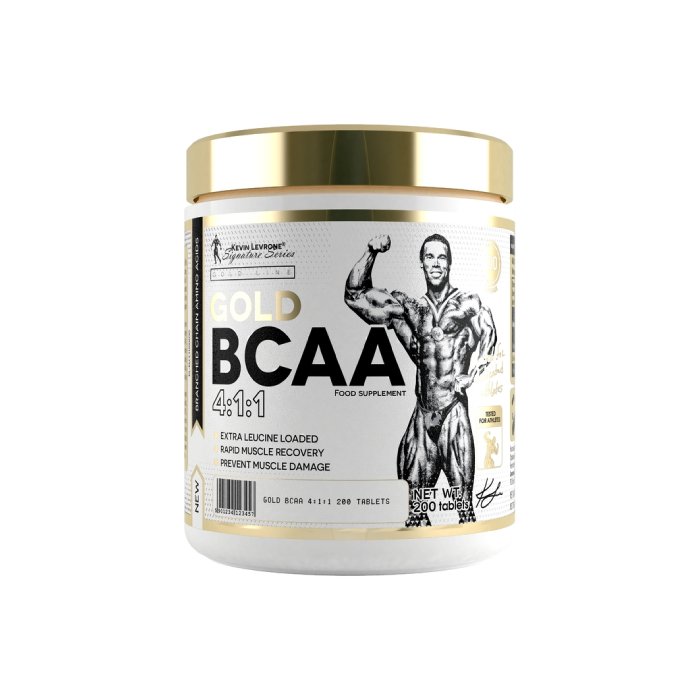 KEVIN LEVRONE®
Signature Series
GOLD LINE
GOLD
BCAA
FOOD SUPPLEMENT
4:1:1
EXTRA LEUCINE LOADED
RAPID MUSCLE RECOVERY
PREVENT MUSCLE DAMAGE
GOLD BCAA 4:1:1 200 TABLETS
NET WT.
200 tablets
TESTED
FOR ATHLETES
BRANCHED CHAIN AMINO ACIDS
NEW